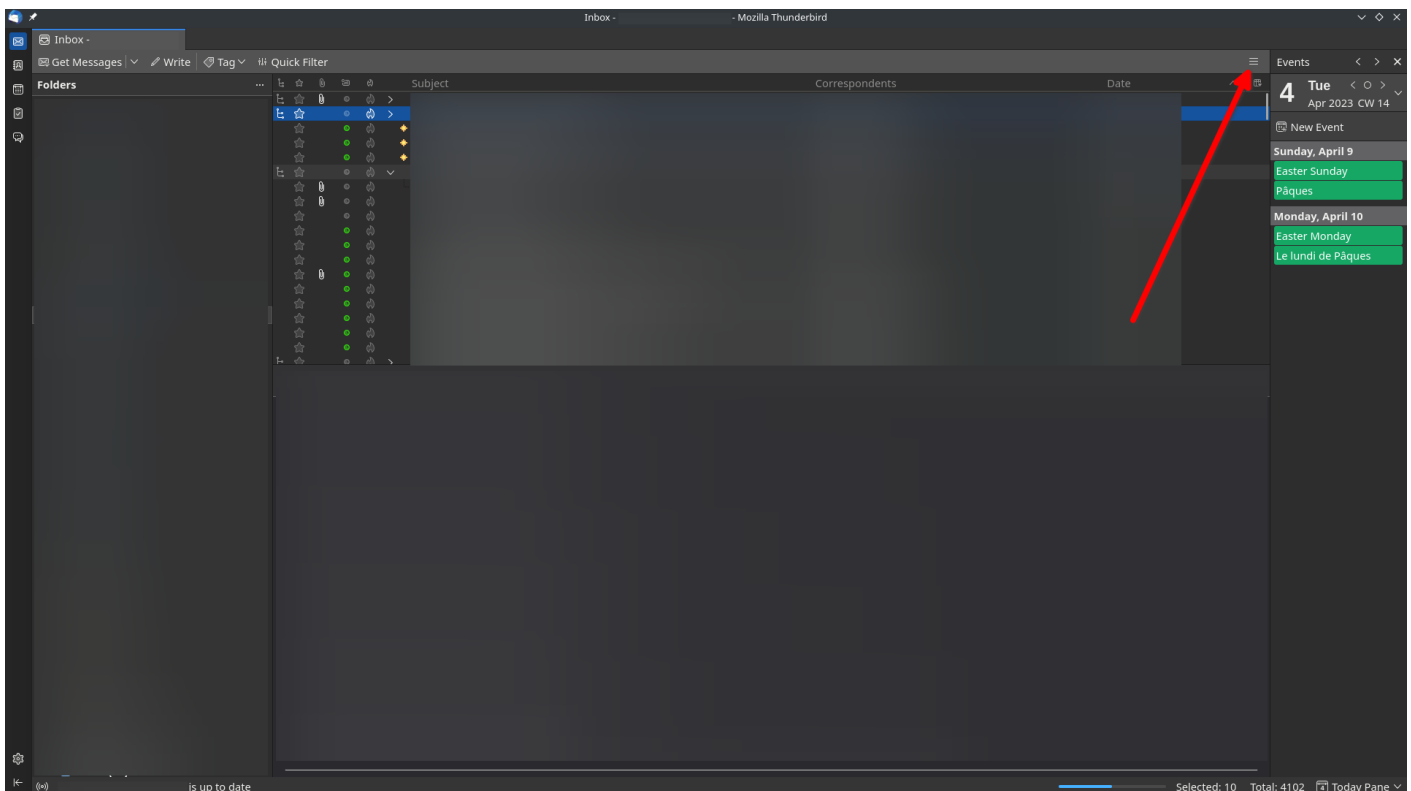 Inbox - - Mozilla Thunderbird
Inbox -
Get Messages Write Tag Quick Filter
Events
Folders ...
Subject Correspondents Date
4 Tue
Apr 2023 CW 14
New Event
Sunday, April 9
Easter Sunday
Pâques
Monday, April 10
Easter Monday
Le lundi de Pâques
is up to date
Selected: 10 Total: 4102 Today Pane